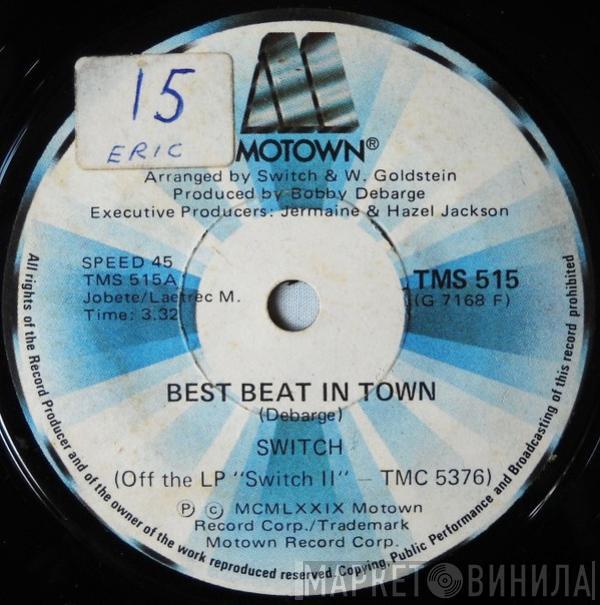 15
ERIC
MOTOWN®
Arranged by Switch & W. Goldstein
Produced by Bobby Debarge
Executive Producers: Jermaine & Hazel Jackson
SPEED 45
TMS 515A
Jobete/Laetrec M.
Time: 3.32
TMS 515
(G 7168 F)
BEST BEAT IN TOWN
(Debarge)
SWITCH
(Off the LP "Switch II" – TMC 5376)
Ⓟ © MCMLXXIX Motown
Record Corp./Trademark
Motown Record Corp.
All rights of the Record Producer and of the owner of the work reproduced reserved. Copying, Public Performance and Broadcasting of this record prohibited
МАРКЕТ ВИНИЛА